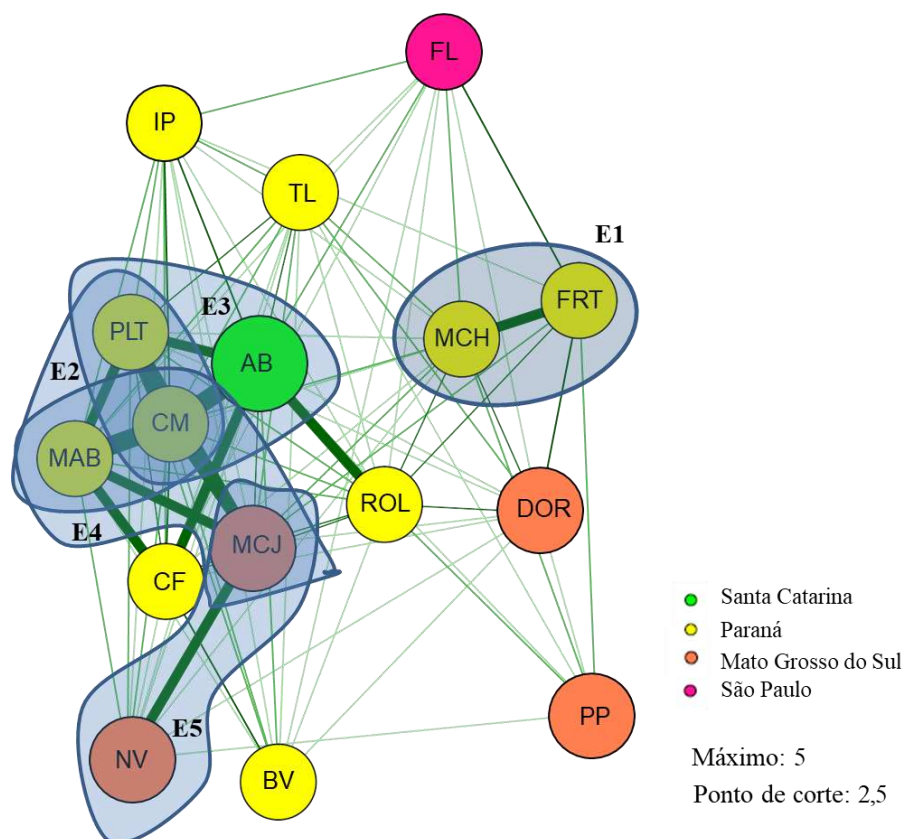 FL
IP
TL
E1
FRT
MCH
E3
PLT
AB
E2
CM
MAB
ROL
DOR
E4
MCJ
CF
Santa Catarina
Paraná
Mato Grosso do Sul
São Paulo
PP
E5
NV
BV
Máximo: 5
Ponto de corte: 2,5